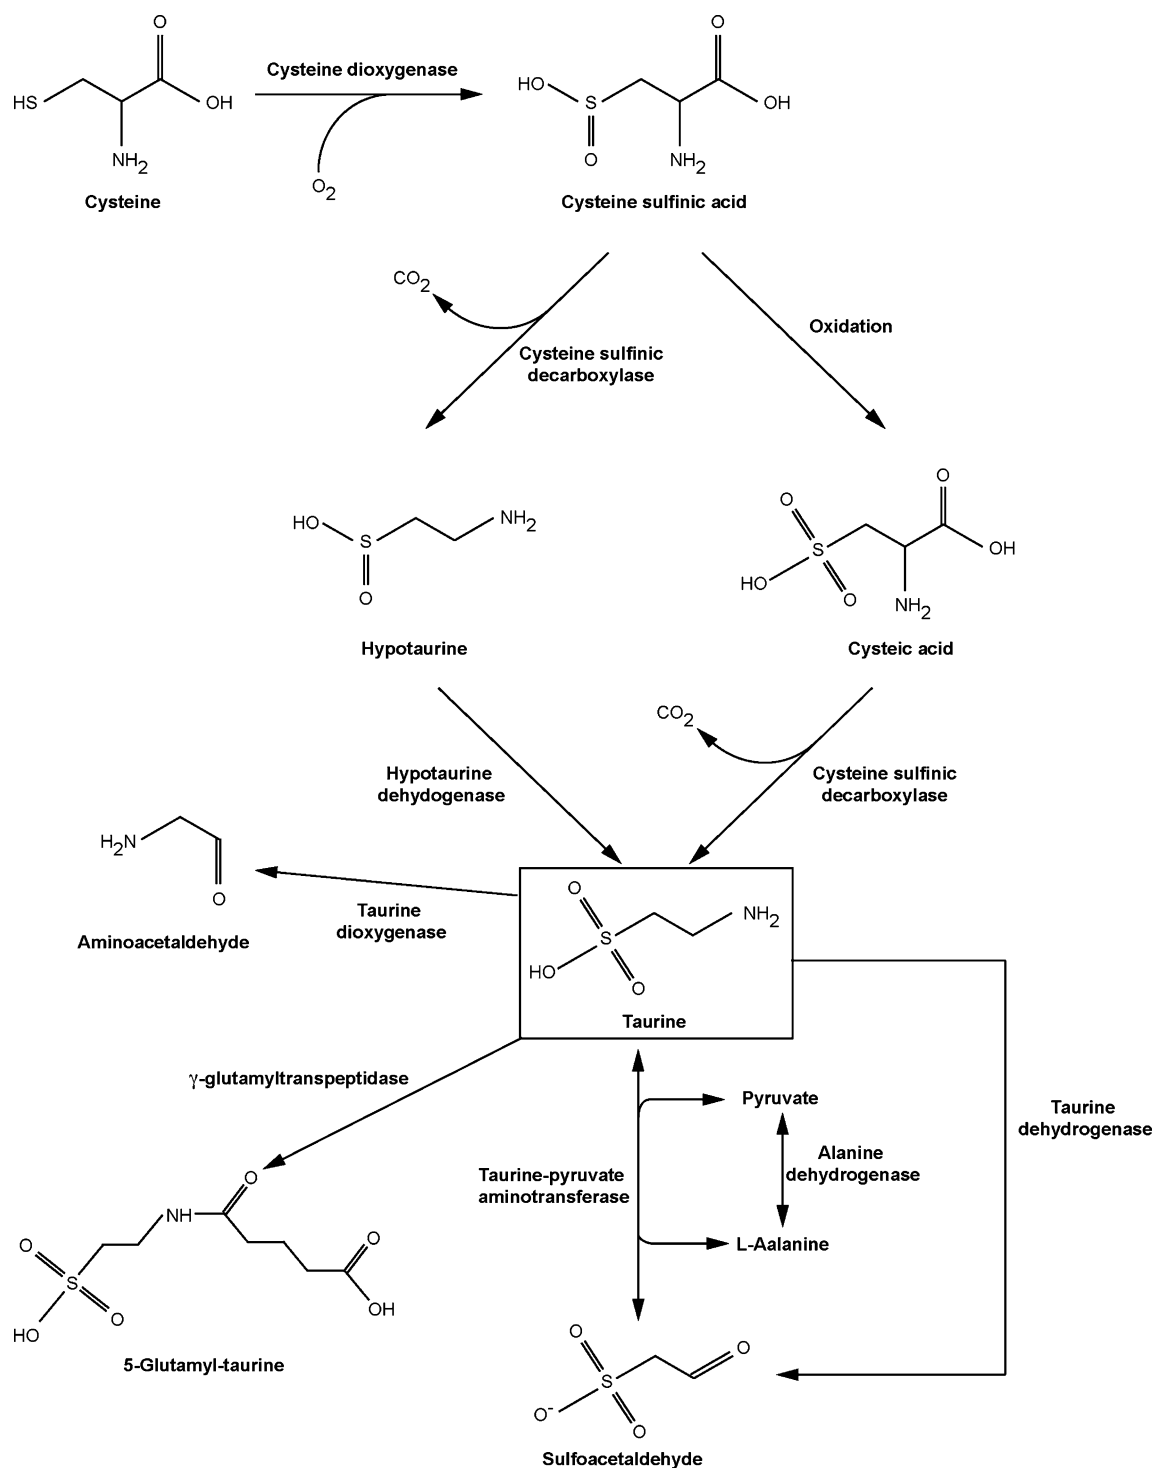 O
HS
OH
NH2
Cysteine
Cysteine dioxygenase
O2
O
HO
S
OH
O
NH2
Cysteine sulfinic acid
CO2
Cysteine sulfinic
decarboxylase
Oxidation
HO
S
NH2
O
Hypotaurine
O
O
S
OH
HO
O
NH2
Cysteic acid
CO2
Hypotaurine
dehydogenase
Cysteine sulfinic
decarboxylase
H2N
O
Aminoacetaldehyde
Taurine
dioxygenase
O
NH2
S
HO
O
Taurine
γ-glutamyltranspeptidase
Pyruvate
Alanine
dehydrogenase
L-Aalanine
Taurine-pyruvate
aminotransferase
Taurine
dehydrogenase
O
NH
O
O
S
O
OH
HO
5-Glutamyl-taurine
O
O
S
O-
O
Sulfoacetaldehyde